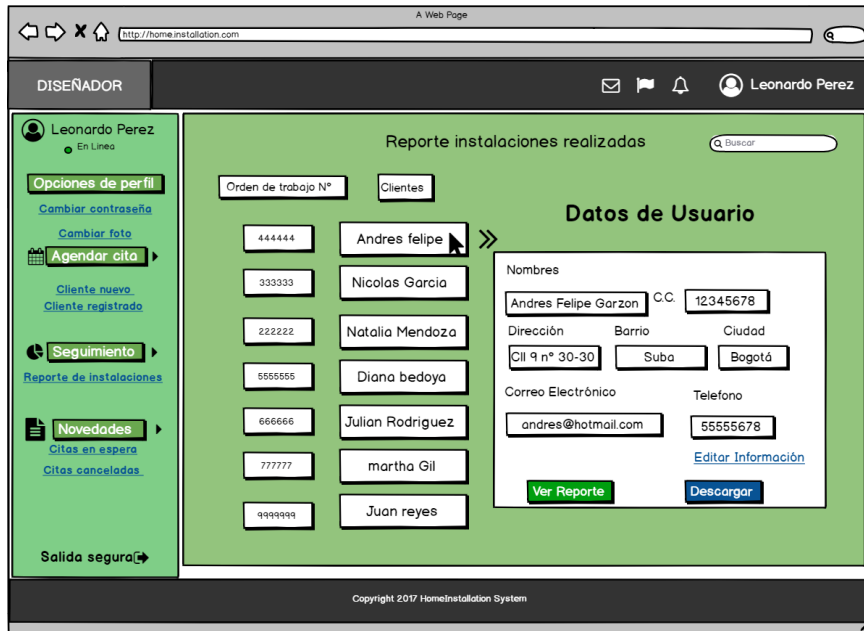 A Web Page
http://home.installation.com
DISEÑADOR
Leonardo Perez
Leonardo Perez
En Linea
Opciones de perfil
Cambiar contraseña
Cambiar foto
Agendar cita
Cliente nuevo
Cliente registrado
Seguimiento
Reporte de instalaciones
Novedades
Citas en espera
Citas canceladas
Salida segura
Reporte instalaciones realizadas
Buscar
Orden de trabajo N°
Clientes
444444
Andres felipe
333333
Nicolas Garcia
222222
Natalia Mendoza
5555555
Diana bedoya
666666
Julian Rodriguez
777777
martha Gil
9999999
Juan reyes
Datos de Usuario
Nombres
Andres Felipe Garzon
C.C.
12345678
Dirección
Barrio
Ciudad
Cll 9 n° 30-30
Suba
Bogotá
Correo Electrónico
Telefono
andres@hotmail.com
55555678
Editar Información
Ver Reporte
Descargar
Copyright 2017 HomeInstallation System